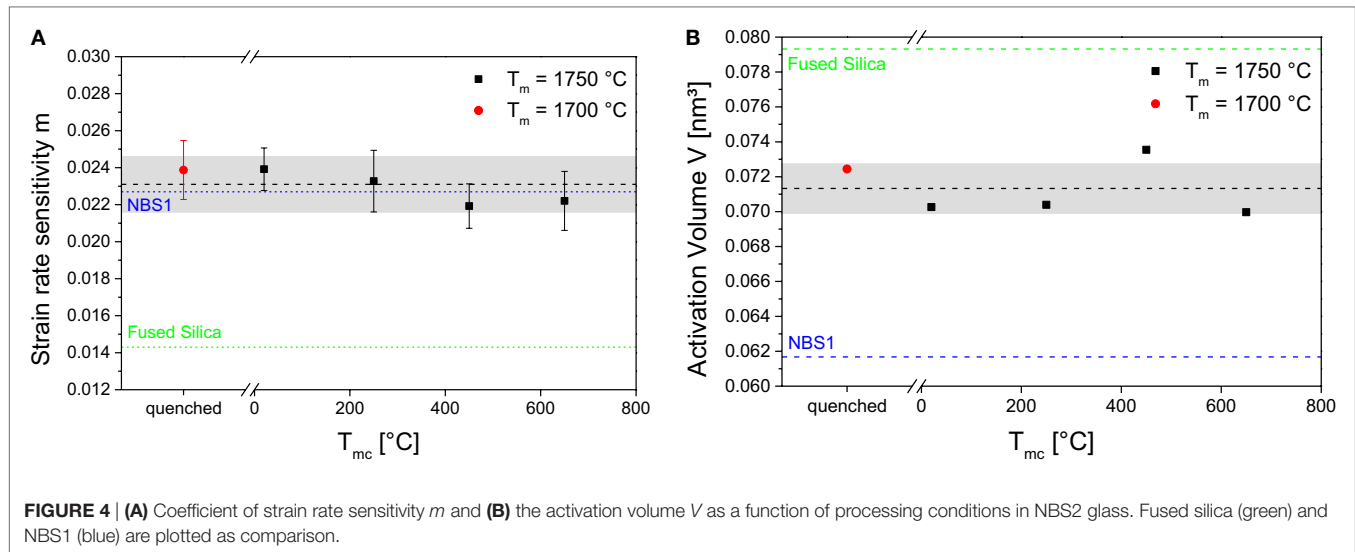 A
0.030
0.028
0.026
0.024
0.022
0.020
0.018
0.016
0.014
0.012
Strain rate sensitivity m
T_m = 1750 °C
T_m = 1700 °C
NBS1
Fused Silica
quenched 0 200 400 600 800
T_mc [°C]
B
0.080
0.078
0.076
0.074
0.072
0.070
0.068
0.066
0.064
0.062
0.060
Activation Volume V [nm³]
Fused Silica
T_m = 1750 °C
T_m = 1700 °C
NBS1
quenched 0 200 400 600 800
T_mc [°C]
FIGURE 4 | (A) Coefficient of strain rate sensitivity m and (B) the activation volume V as a function of processing conditions in NBS2 glass. Fused silica (green) and
NBS1 (blue) are plotted as comparison.